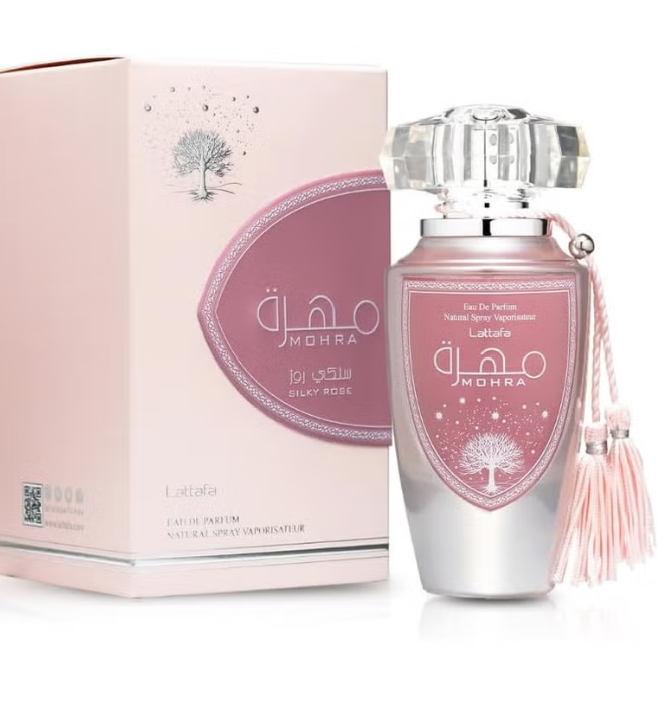 مهرة
MOHRA
سلكي روز
SILKY ROSE
Lattafa
EAU DE PARFUM
NATURAL SPRAY VAPORISATEUR
Eau De Parfum
Natural Spray Vaporisateur
Lattafa
مهرة
MOHRA